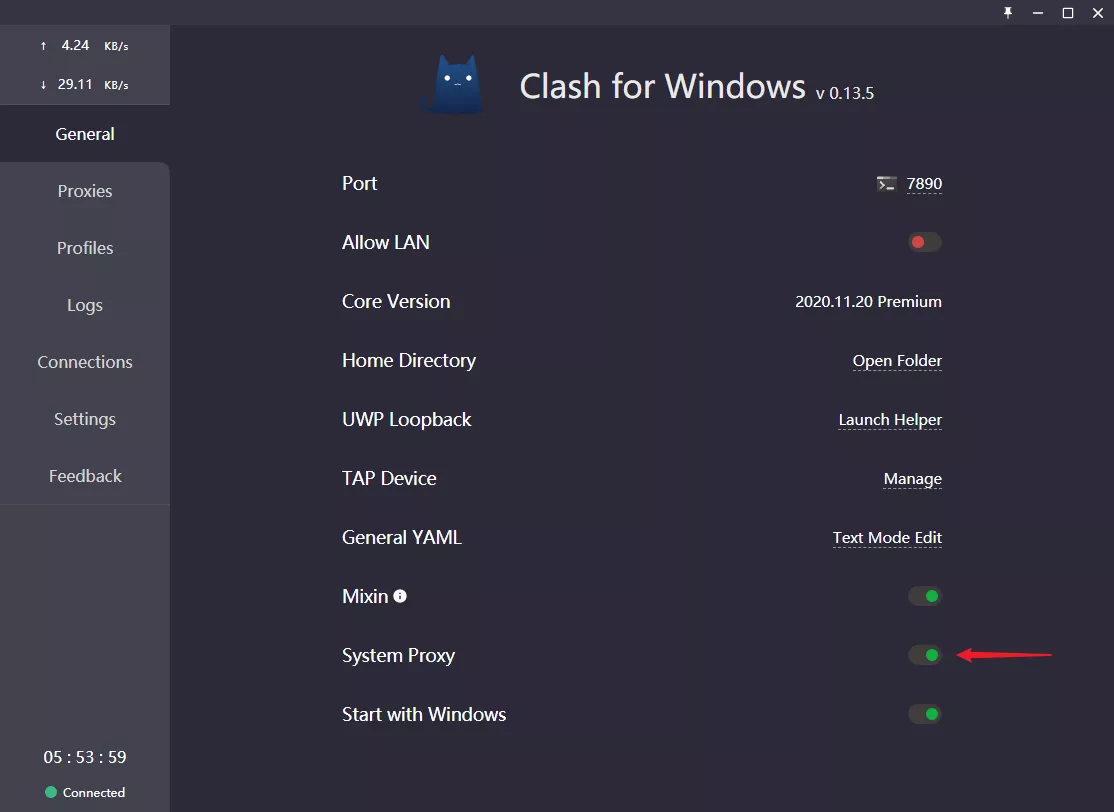 ↑ 4.24 KB/s
↓ 29.11 KB/s
General
Proxies
Profiles
Logs
Connections
Settings
Feedback
05 : 53 : 59
Connected
Clash for Windows v 0.13.5
Port 7890
Allow LAN
Core Version 2020.11.20 Premium
Home Directory Open Folder
UWP Loopback Launch Helper
TAP Device Manage
General YAML Text Mode Edit
Mixin
System Proxy
Start with Windows